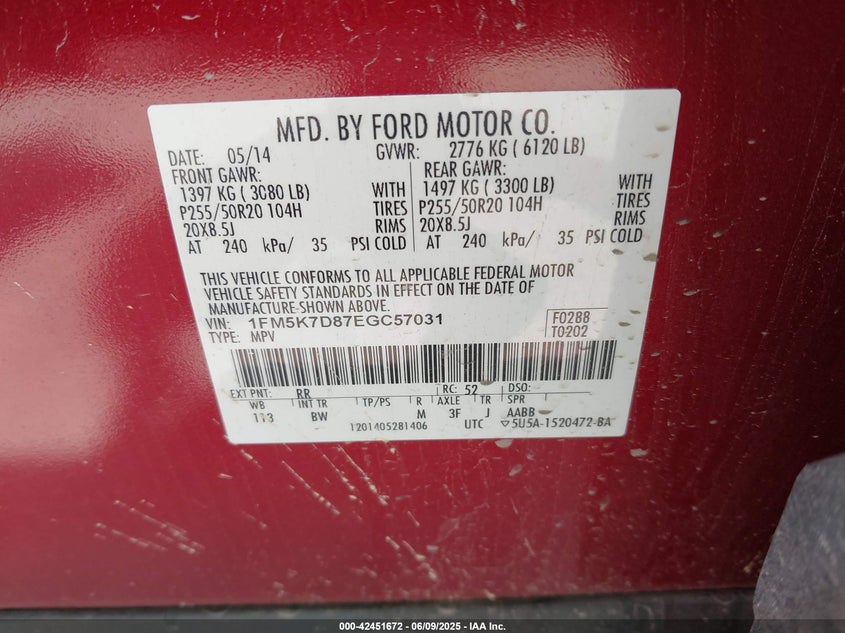 MFD. BY FORD MOTOR CO.
DATE: 05/14 GVWR: 2776 KG ( 6120 LB)
FRONT GAWR: REAR GAWR:
1397 KG ( 3080 LB) WITH 1497 KG ( 3300 LB) WITH
P255/50R20 104H TIRES P255/50R20 104H TIRES
20X8.5J RIMS 20X8.5J RIMS
AT 240 kPa/ 35 PSI COLD AT 240 kPa/ 35 PSI COLD
THIS VEHICLE CONFORMS TO ALL APPLICABLE FEDERAL MOTOR
VEHICLE SAFETY STANDARDS IN EFFECT ON THE DATE OF
MANUFACTURE SHOWN ABOVE.
VIN: 1FM5K7D87EGC57031 F0288
TYPE: MPV T0202
EXT PNT: RR RC: 52 DSO:
WB INT TR TP/PS R AXLE TR SPR
113 BW M 3F J AABB
1201405281406 UTC ▽5U5A-1520472-BA
000-42451672 / 06/09/2025 - IAA Inc.